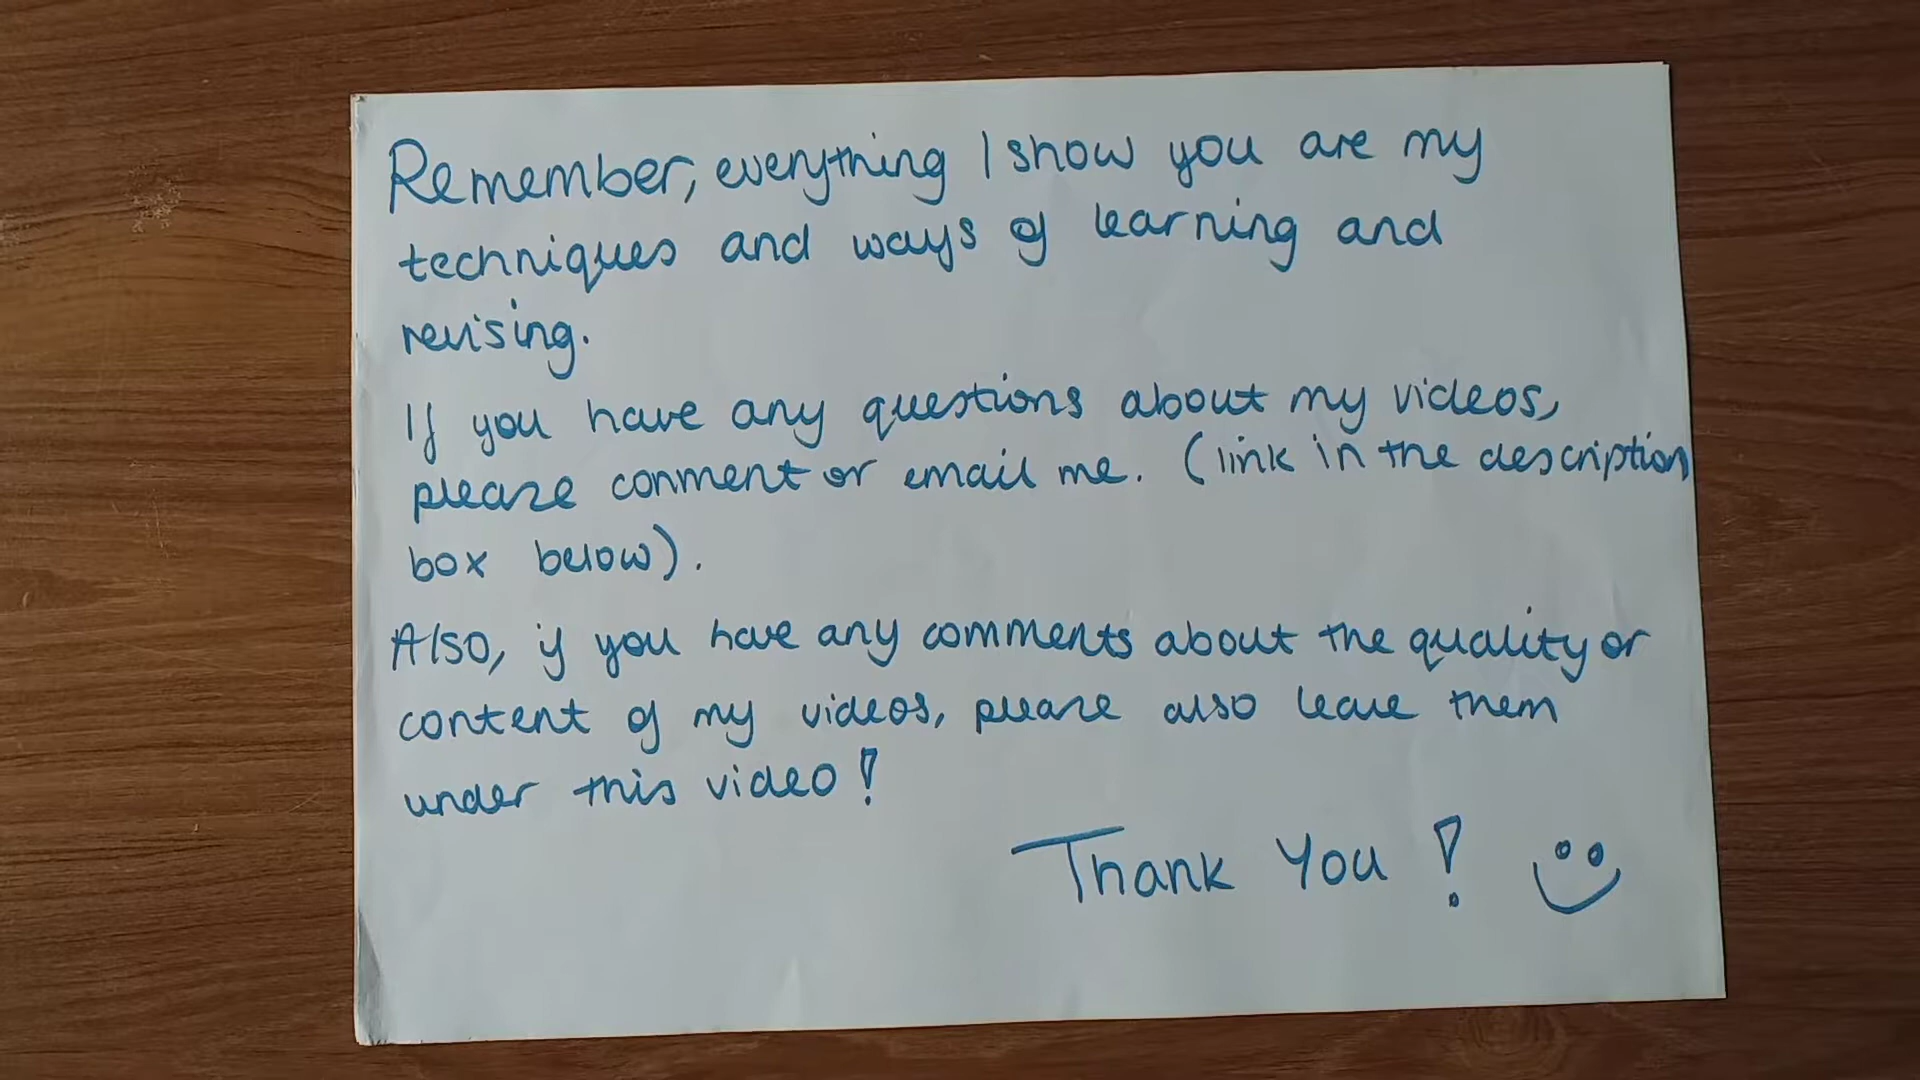 Remember, everything I show you are my
techniques and ways of learning and
revising.
If you have any questions about my videos,
please conment or email me. (link in the description
box below).
Also, if you have any comments about the quality or
content of my videos, please also leave them
under this video!
Thank You!